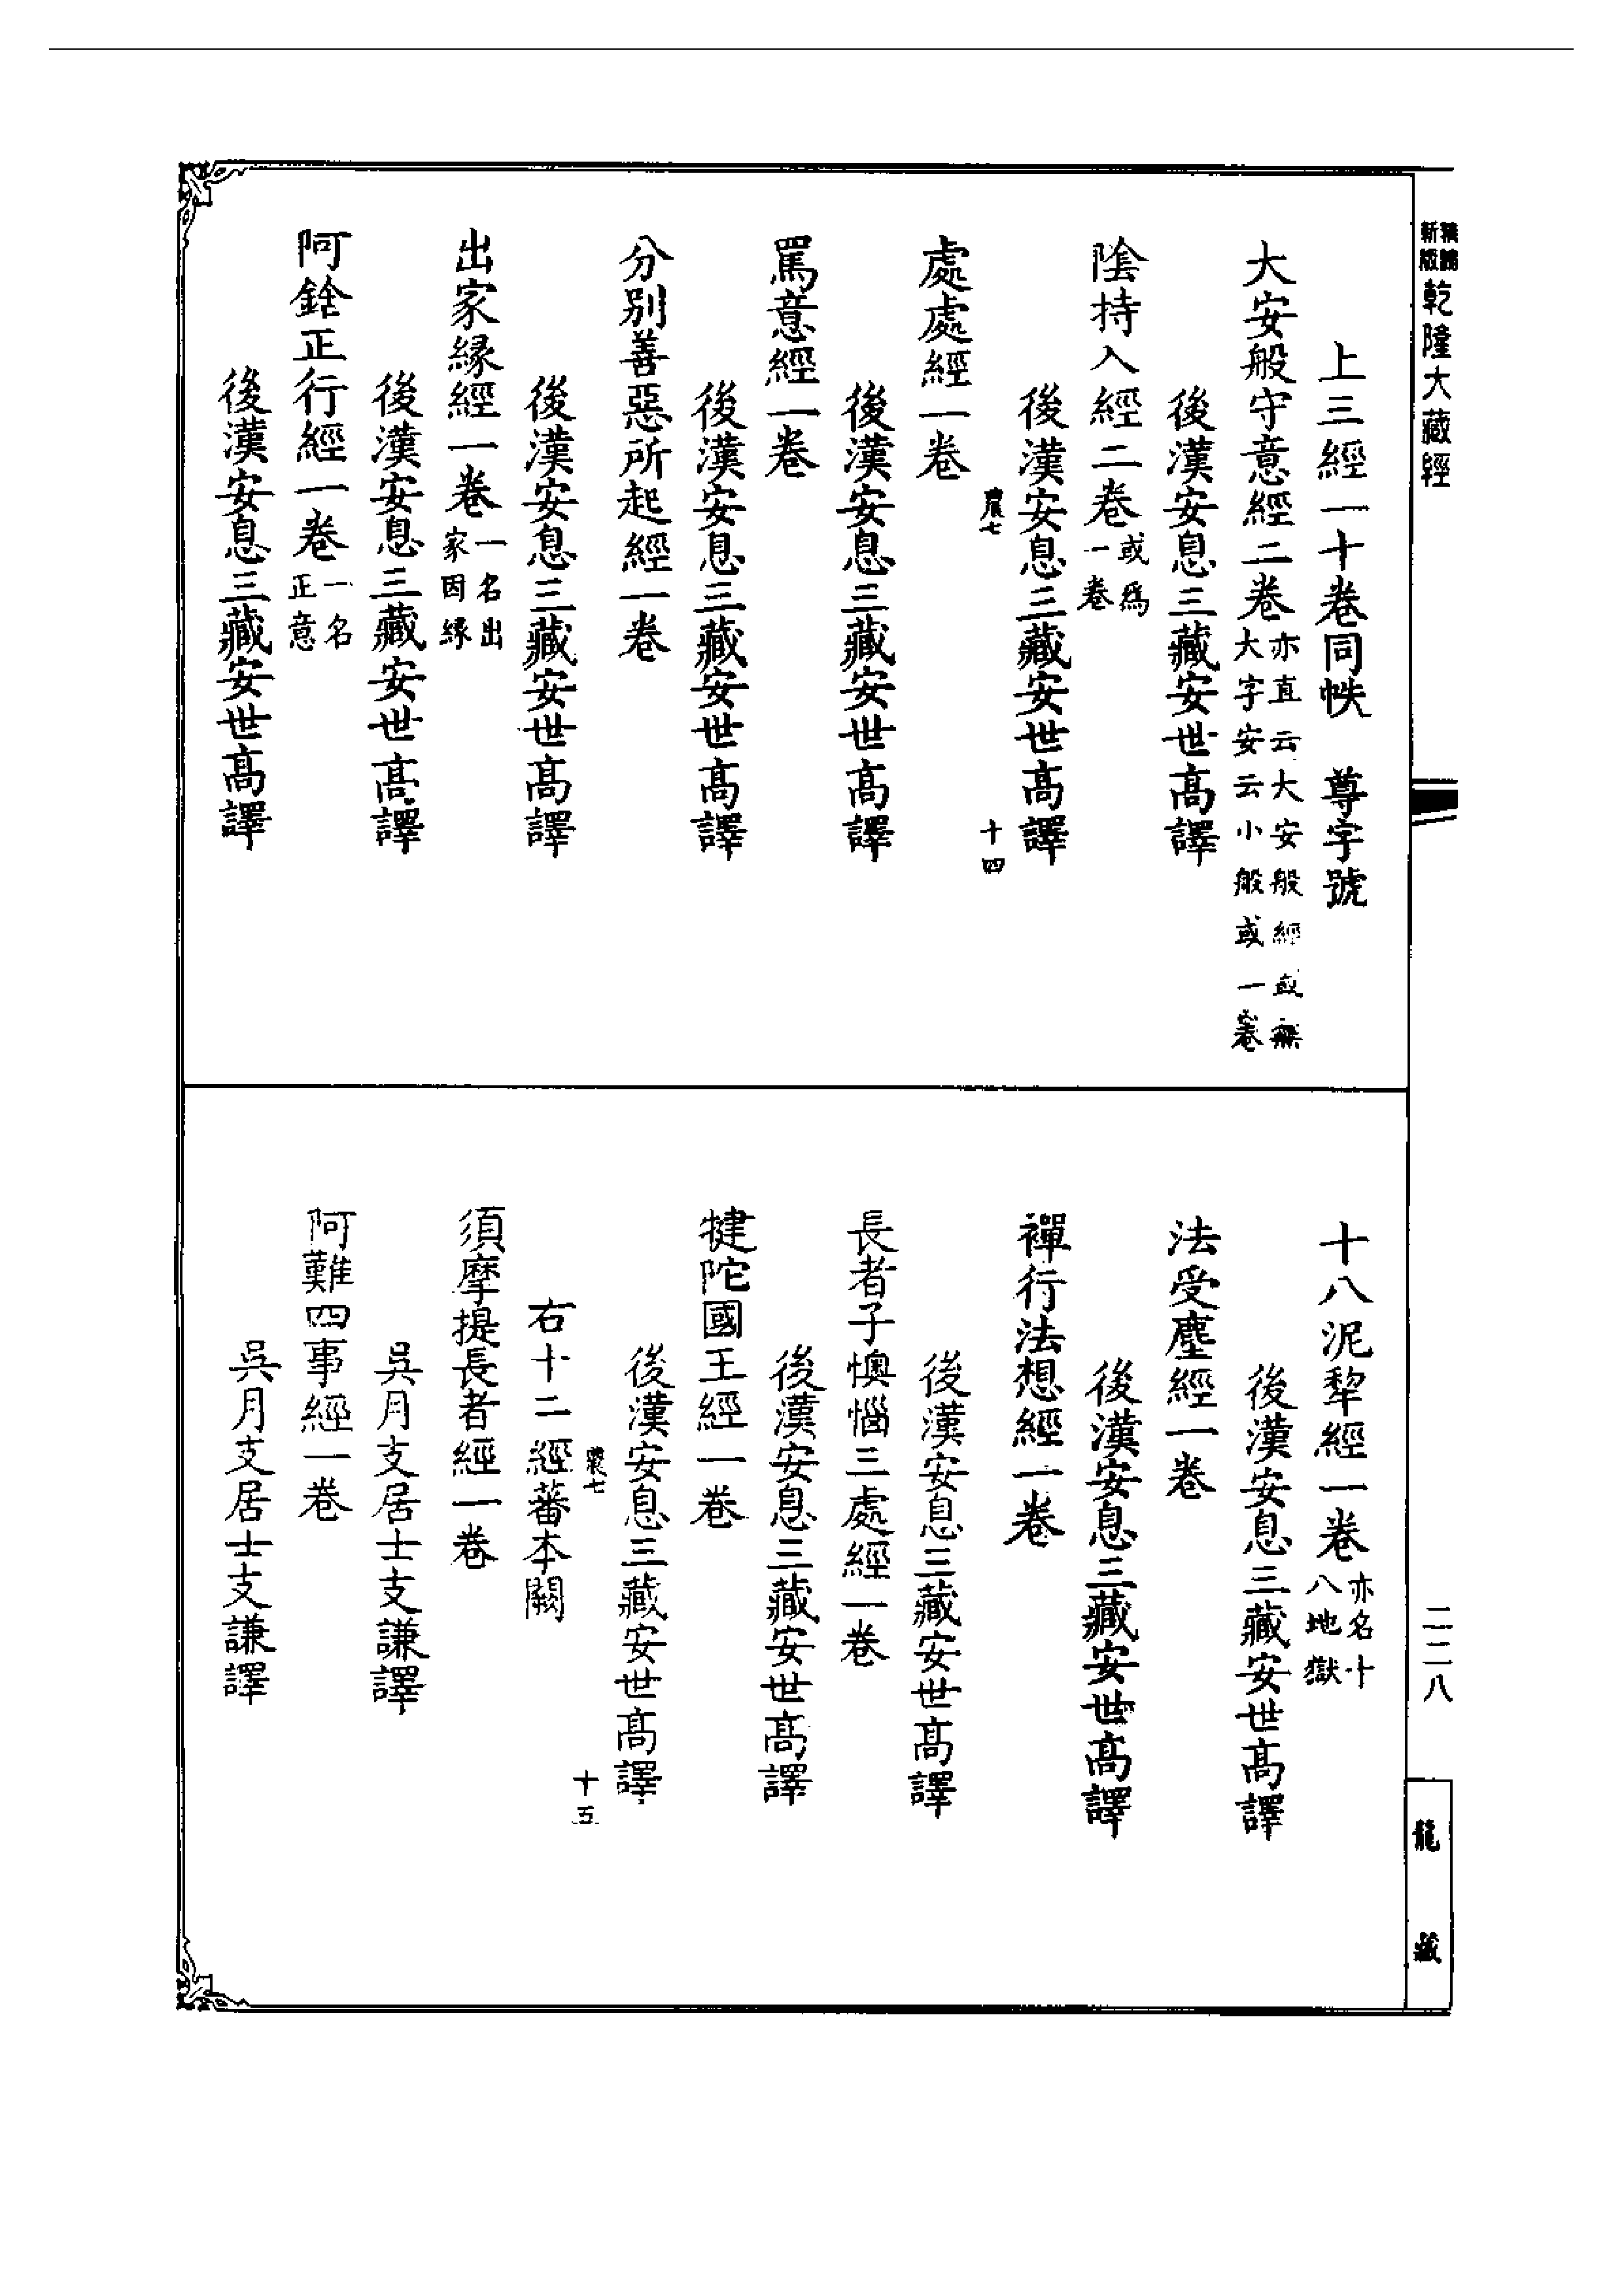 新版
精編
乾隆大藏經
上三經一十卷同帙　尊字號
大安般守意經二卷亦直云大安般經或無
大字安云小般或一卷
後漢安息三藏安世高譯
陰持入經二卷或為
一卷
後漢安息三藏安世高譯
農七　十四
處處經一卷
後漢安息三藏安世高譯
罵意經一卷
後漢安息三藏安世高譯
分別善惡所起經一卷
後漢安息三藏安世高譯
出家緣經一卷一名出
家因緣
後漢安息三藏安世高譯
阿鋡正行經一卷一名
正意
後漢安息三藏安世高譯
十八泥犂經一卷亦名十
八地獄
後漢安息三藏安世高譯
法受塵經一卷
後漢安息三藏安世高譯
禪行法想經一卷
後漢安息三藏安世高譯
長者子懊惱三處經一卷
後漢安息三藏安世高譯
犍陀國王經一卷
後漢安息三藏安世高譯
農七　十五
右十二經蕃本闕
須摩提長者經一卷
吳月支居士支謙譯
阿難四事經一卷
吳月支居士支謙譯
二二八
龍藏